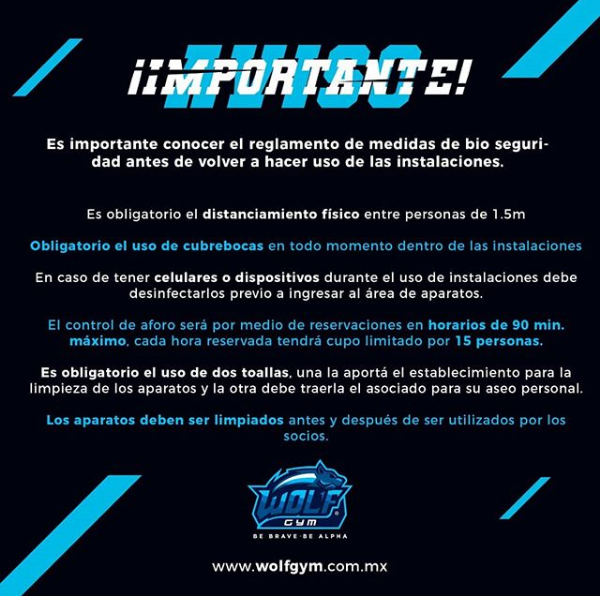 AVISO
¡IMPORTANTE!
Es importante conocer el reglamento de medidas de bio seguri-
dad antes de volver a hacer uso de las instalaciones.
Es obligatorio el distanciamiento físico entre personas de 1.5m
Obligatorio el uso de cubrebocas en todo momento dentro de las instalaciones
En caso de tener celulares o dispositivos durante el uso de instalaciones debe
desinfectarlos previo a ingresar al área de aparatos.
El control de aforo será por medio de reservaciones en horarios de 90 min.
máximo, cada hora reservada tendrá cupo limitado por 15 personas.
Es obligatorio el uso de dos toallas, una la aportá el establecimiento para la
limpieza de los aparatos y la otra debe traerla el asociado para su aseo personal.
Los aparatos deben ser limpiados antes y después de ser utilizados por los
socios.
WOLF
GYM
BE BRAVE·BE ALPHA
www.wolfgym.com.mx